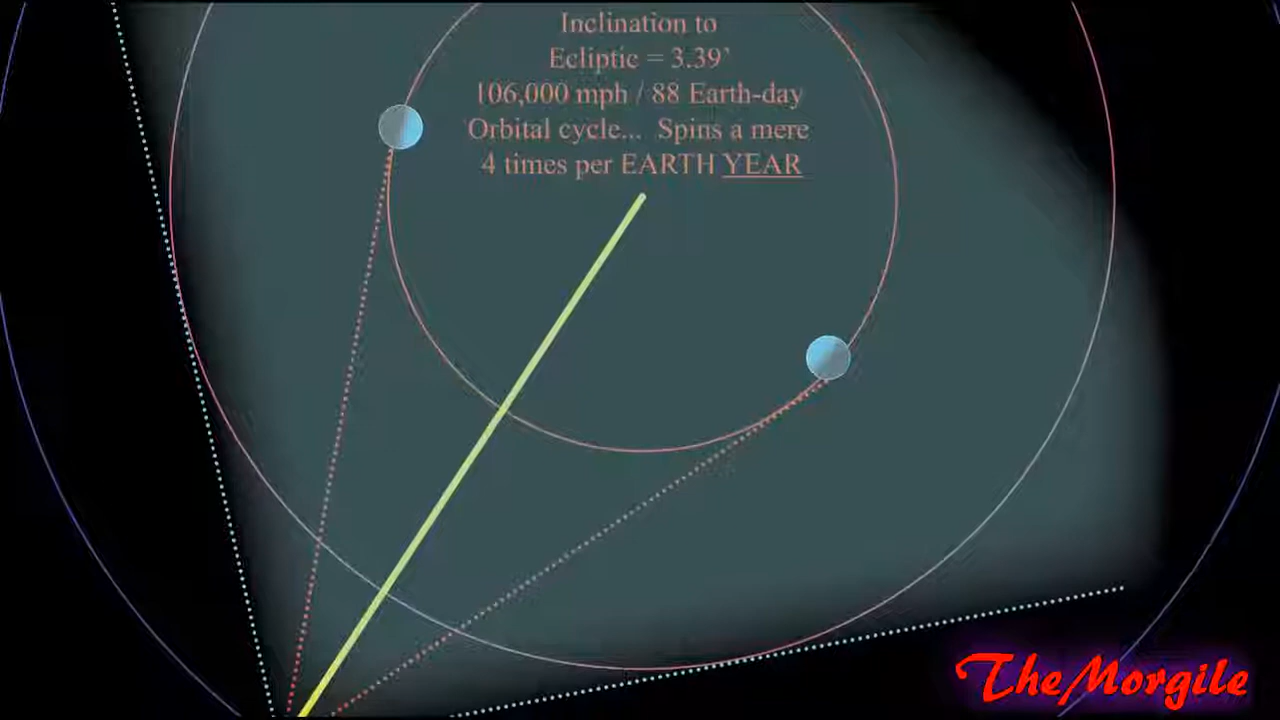 Inclination to
Ecliptic = 3.39'
106,000 mph / 88 Earth-day
Orbital cycle... Spins a mere
4 times per EARTH YEAR
TheMorgile